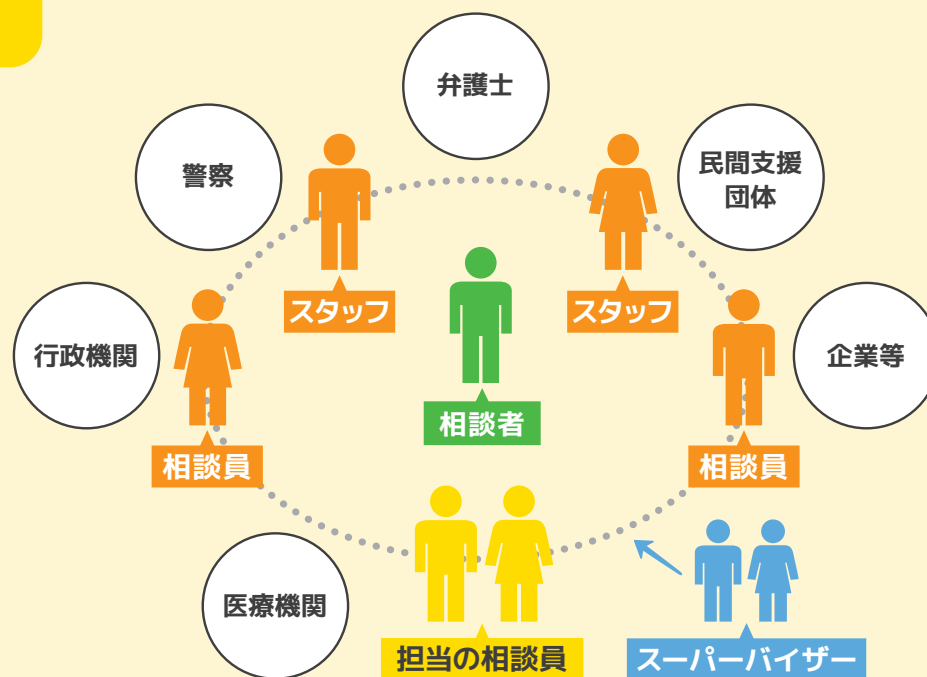 弁護士
警察
民間支援
団体
スタッフ
スタッフ
行政機関
企業等
相談者
相談員
相談員
医療機関
担当の相談員
スーパーバイザー